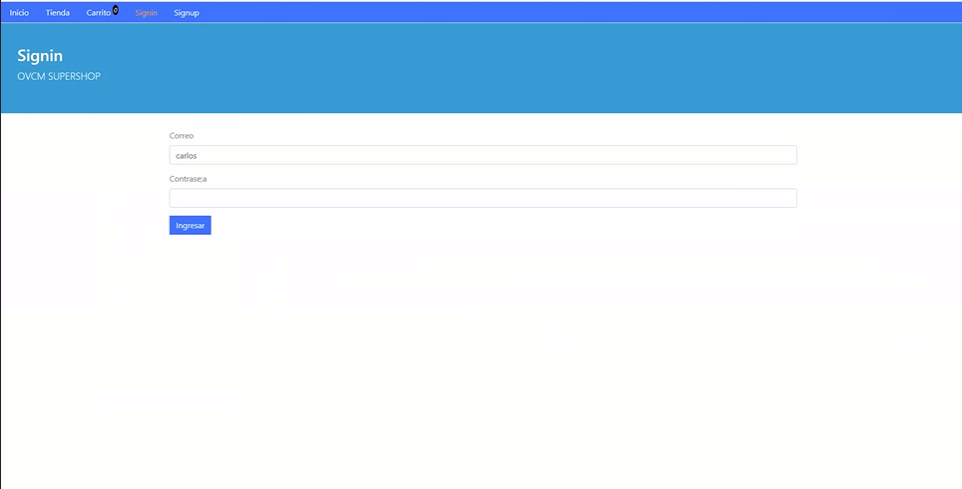 Inicio Tienda Carrito 0 Signin Signup
Signin
OVCM SUPERSHOP
Correo
carlos
Contrase;a
Ingresar